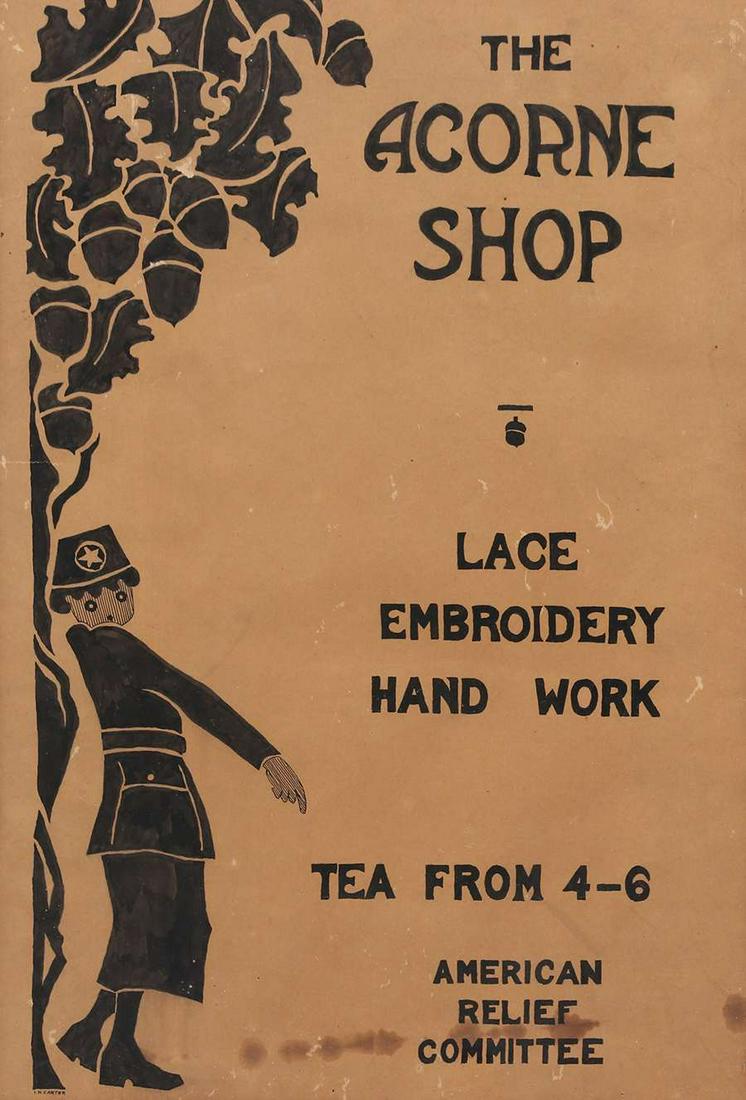 THE
ACORNE
SHOP
LACE
EMBROIDERY
HAND WORK
TEA FROM 4-6
AMERICAN
RELIEF
COMMITTEE